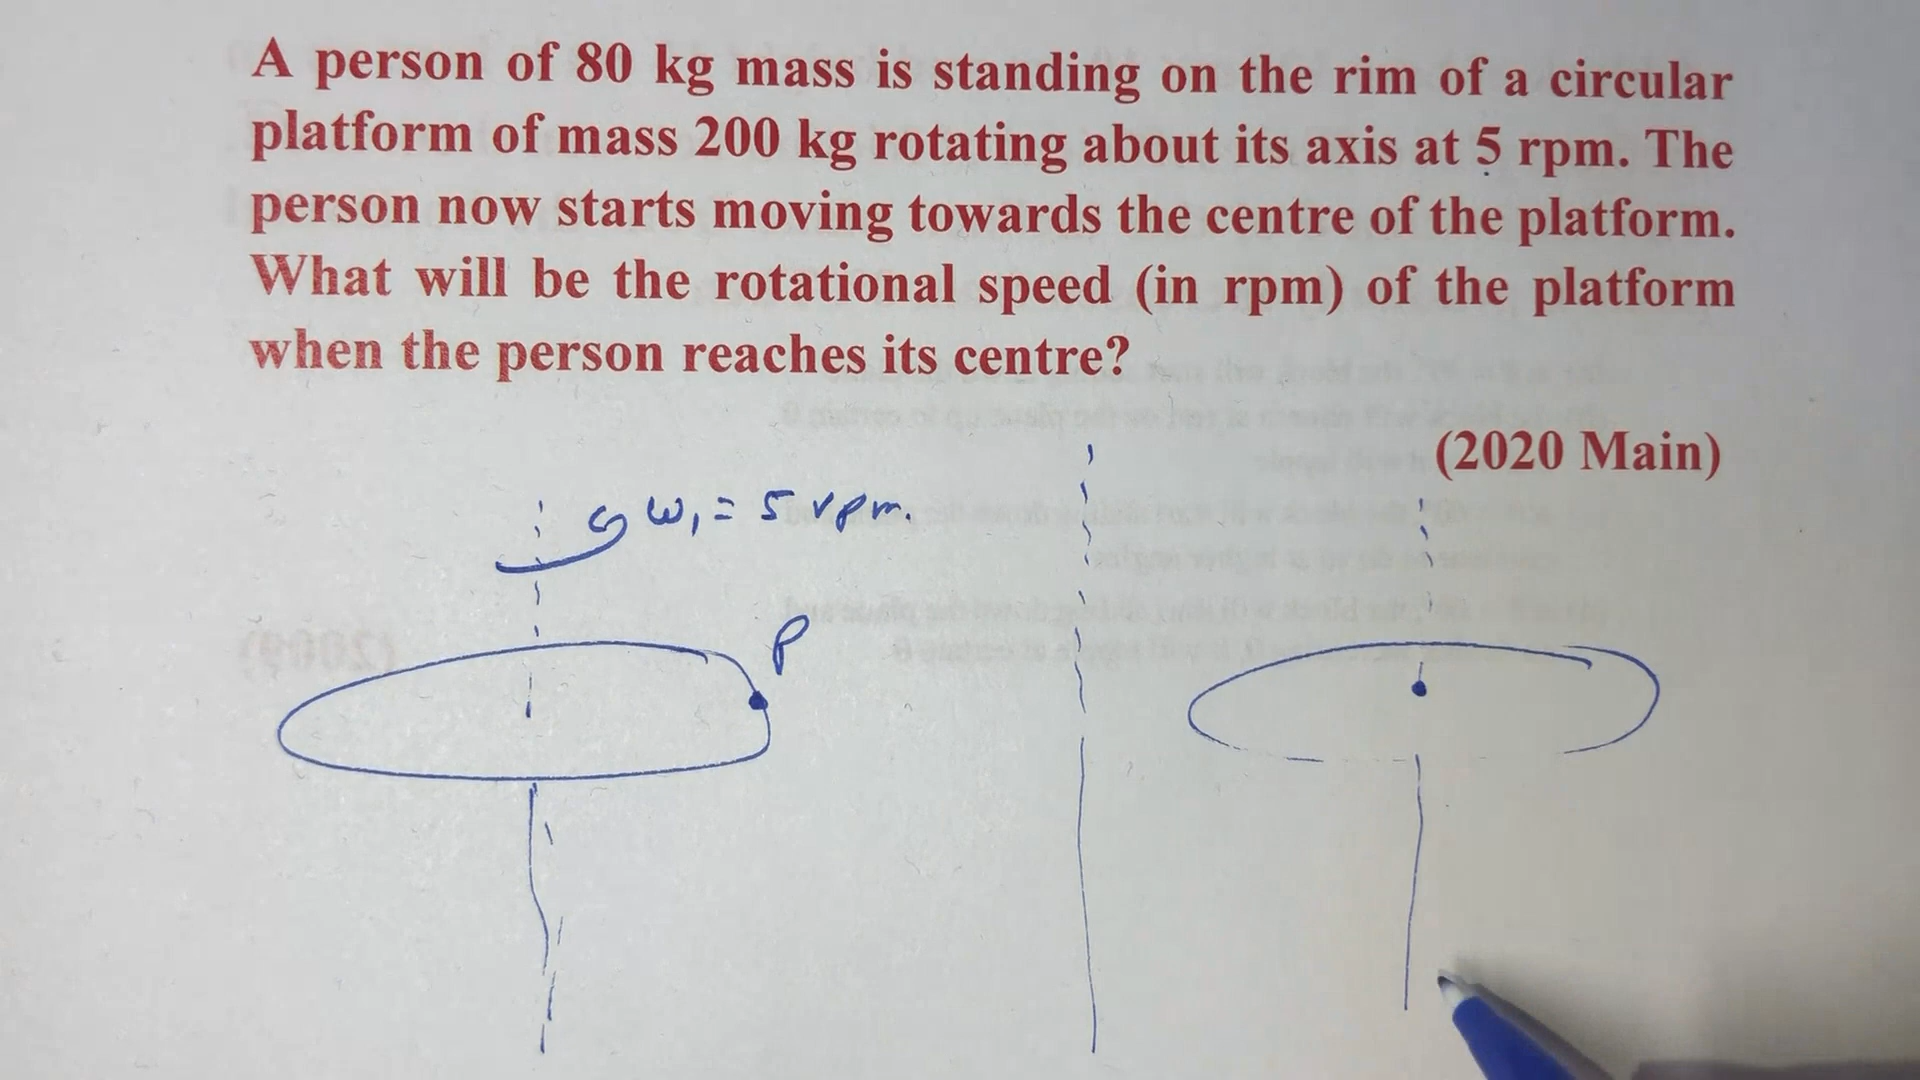 A person of 80 kg mass is standing on the rim of a circular
platform of mass 200 kg rotating about its axis at 5 rpm. The
person now starts moving towards the centre of the platform.
What will be the rotational speed (in rpm) of the platform
when the person reaches its centre?
(2020 Main)
ω₁ = 5 rpm.
P